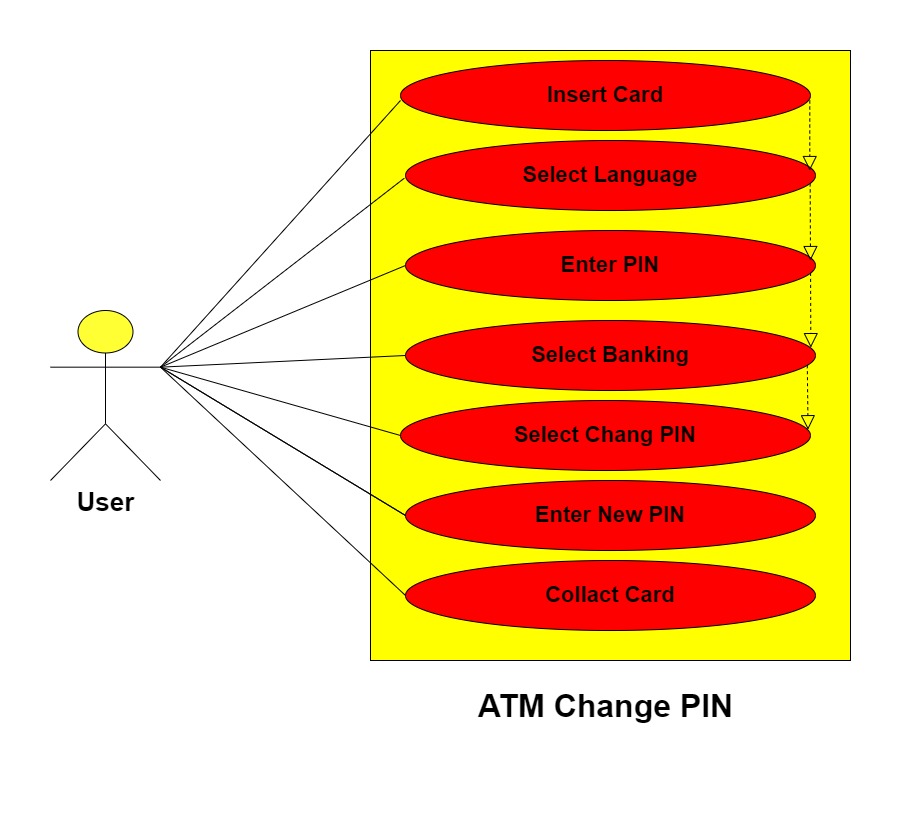 Insert Card
Select Language
Enter PIN
Select Banking
Select Chang PIN
Enter New PIN
Collact Card
User
ATM Change PIN